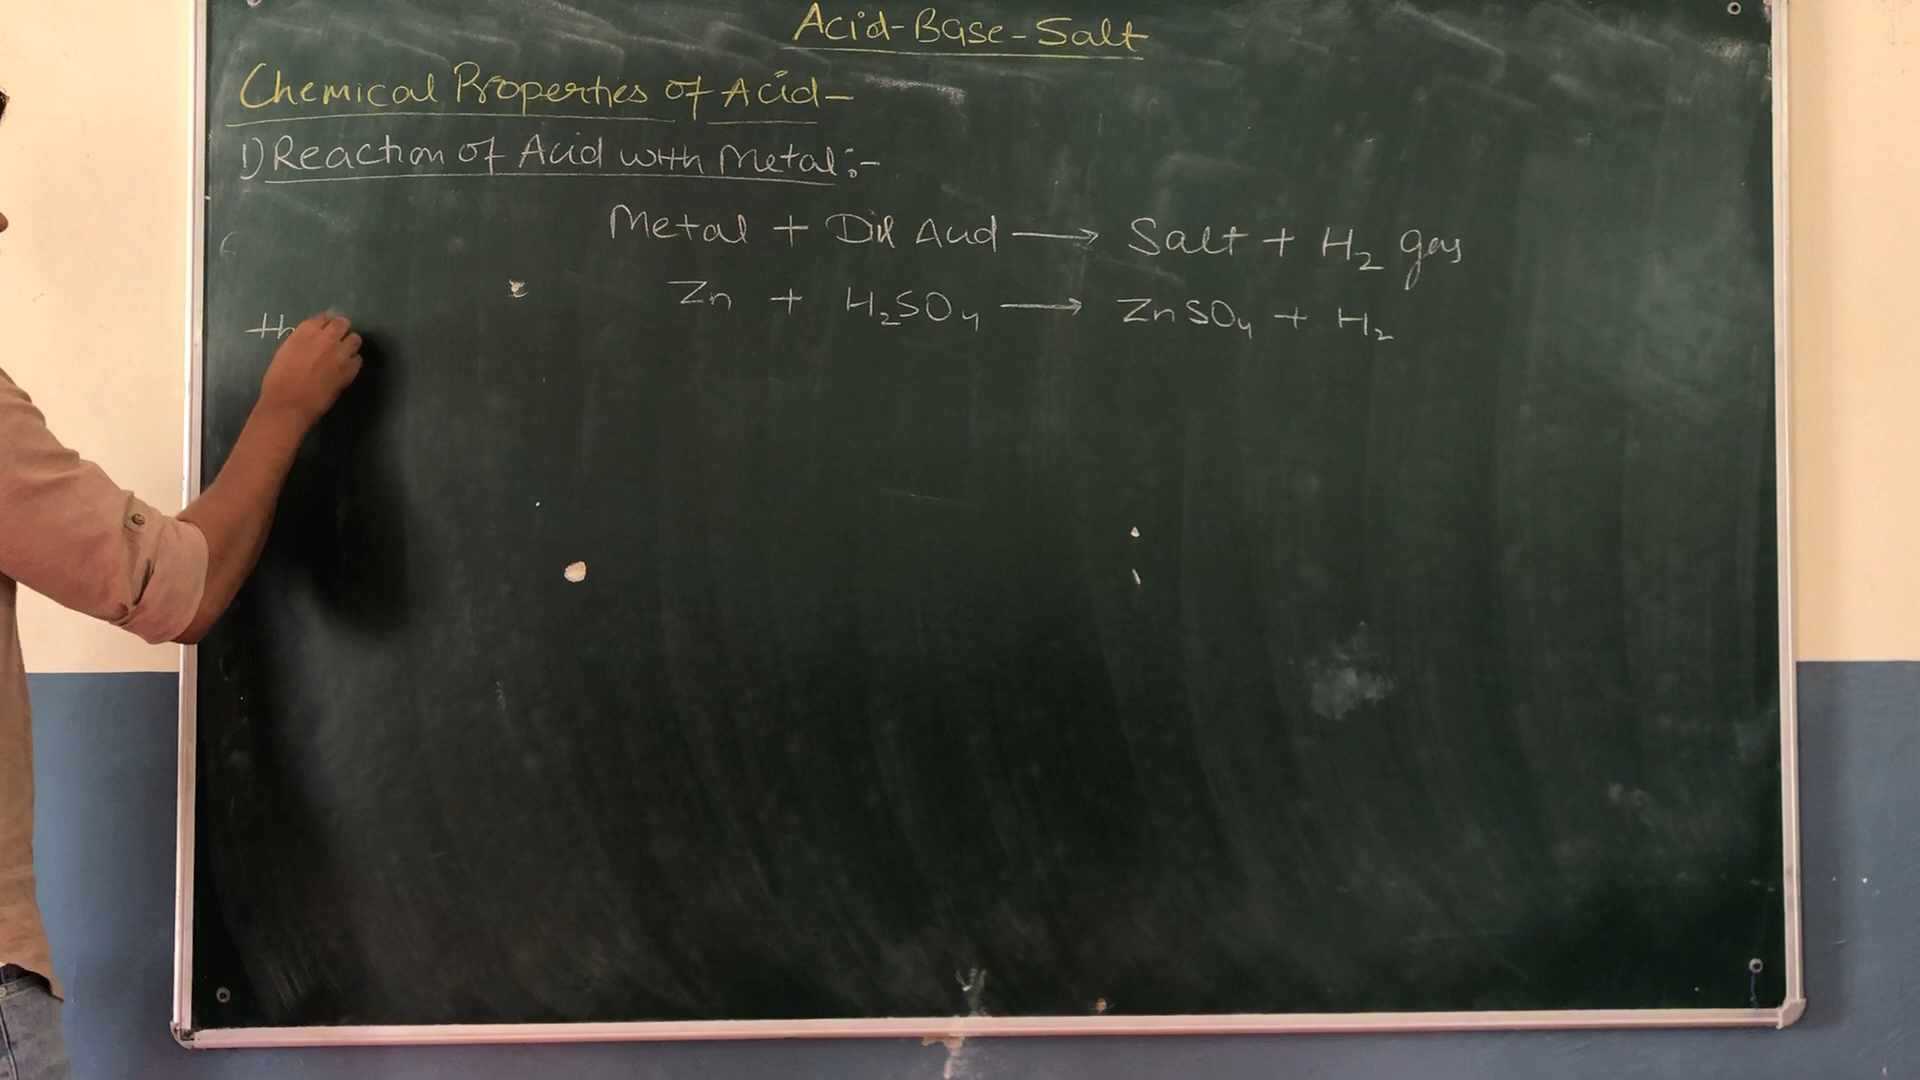 Acid-Base-Salt
Chemical Properties of Acid-
1) Reaction of Acid with Metal:-
Metal + Dil Acid → Salt + H₂ gas
Zn + H₂SO₄ → ZnSO₄ + H₂